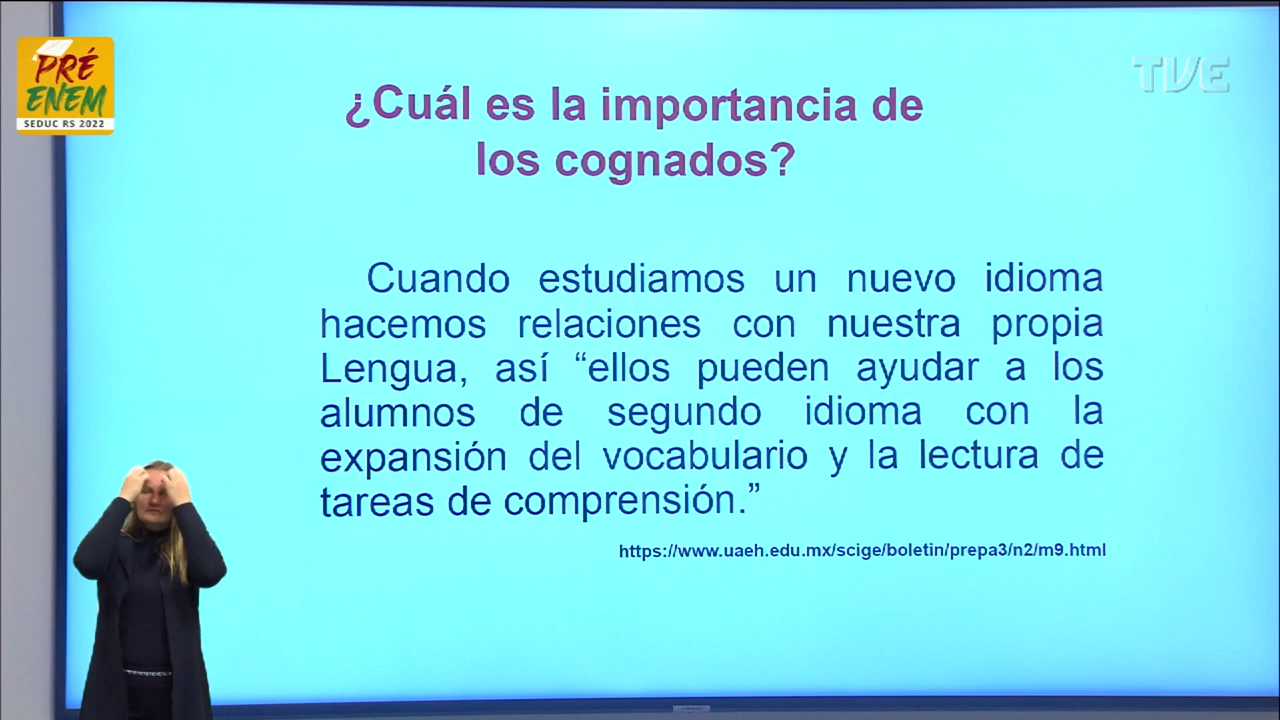 PRÉ
ENEM
SEDUC RS 2022
TVE
¿Cuál es la importancia de
los cognados?
Cuando estudiamos un nuevo idioma
hacemos relaciones con nuestra propia
Lengua, así “ellos pueden ayudar a los
alumnos de segundo idioma con la
expansión del vocabulario y la lectura de
tareas de comprensión.”
https://www.uaeh.edu.mx/scige/boletin/prepa3/n2/m9.html